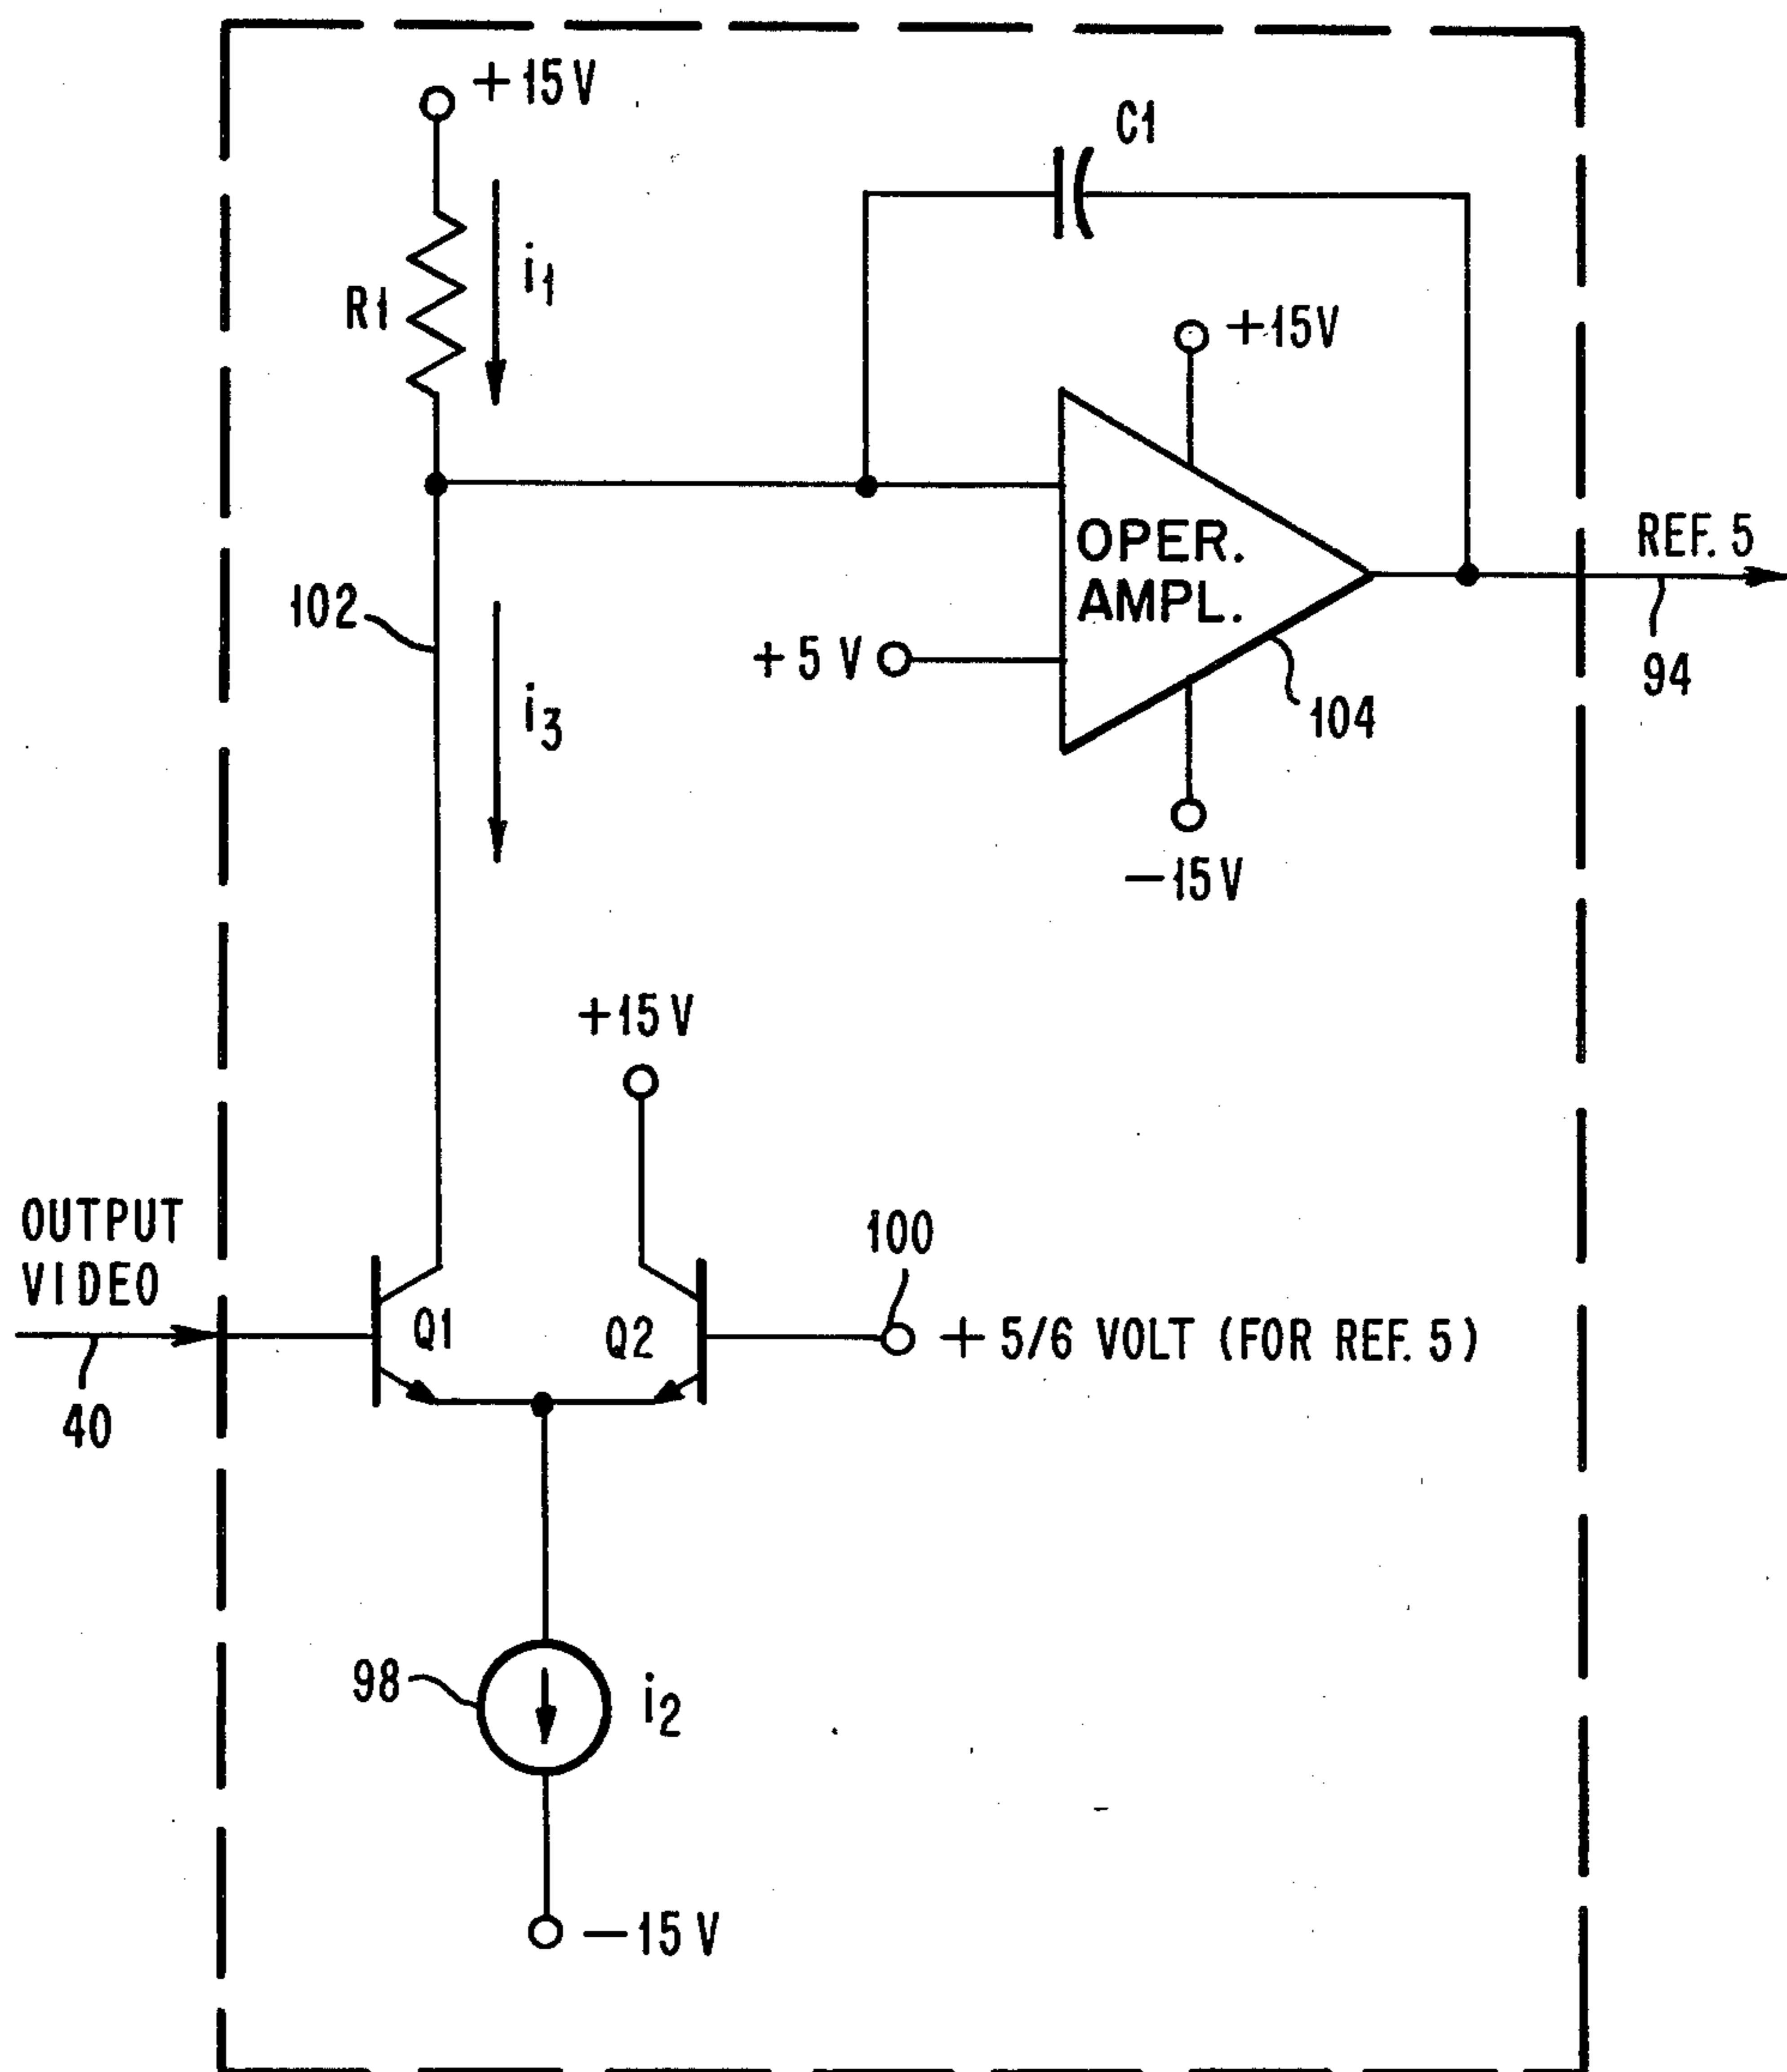 +15V
C1
R1
i1
+15V
OPER.
AMPL.
REF. 5
94
102
+5 V
104
i3
−15V
+15V
OUTPUT
VIDEO
40
Q1
Q2
100
+ 5/6 VOLT (FOR REF. 5)
98
i2
−15V